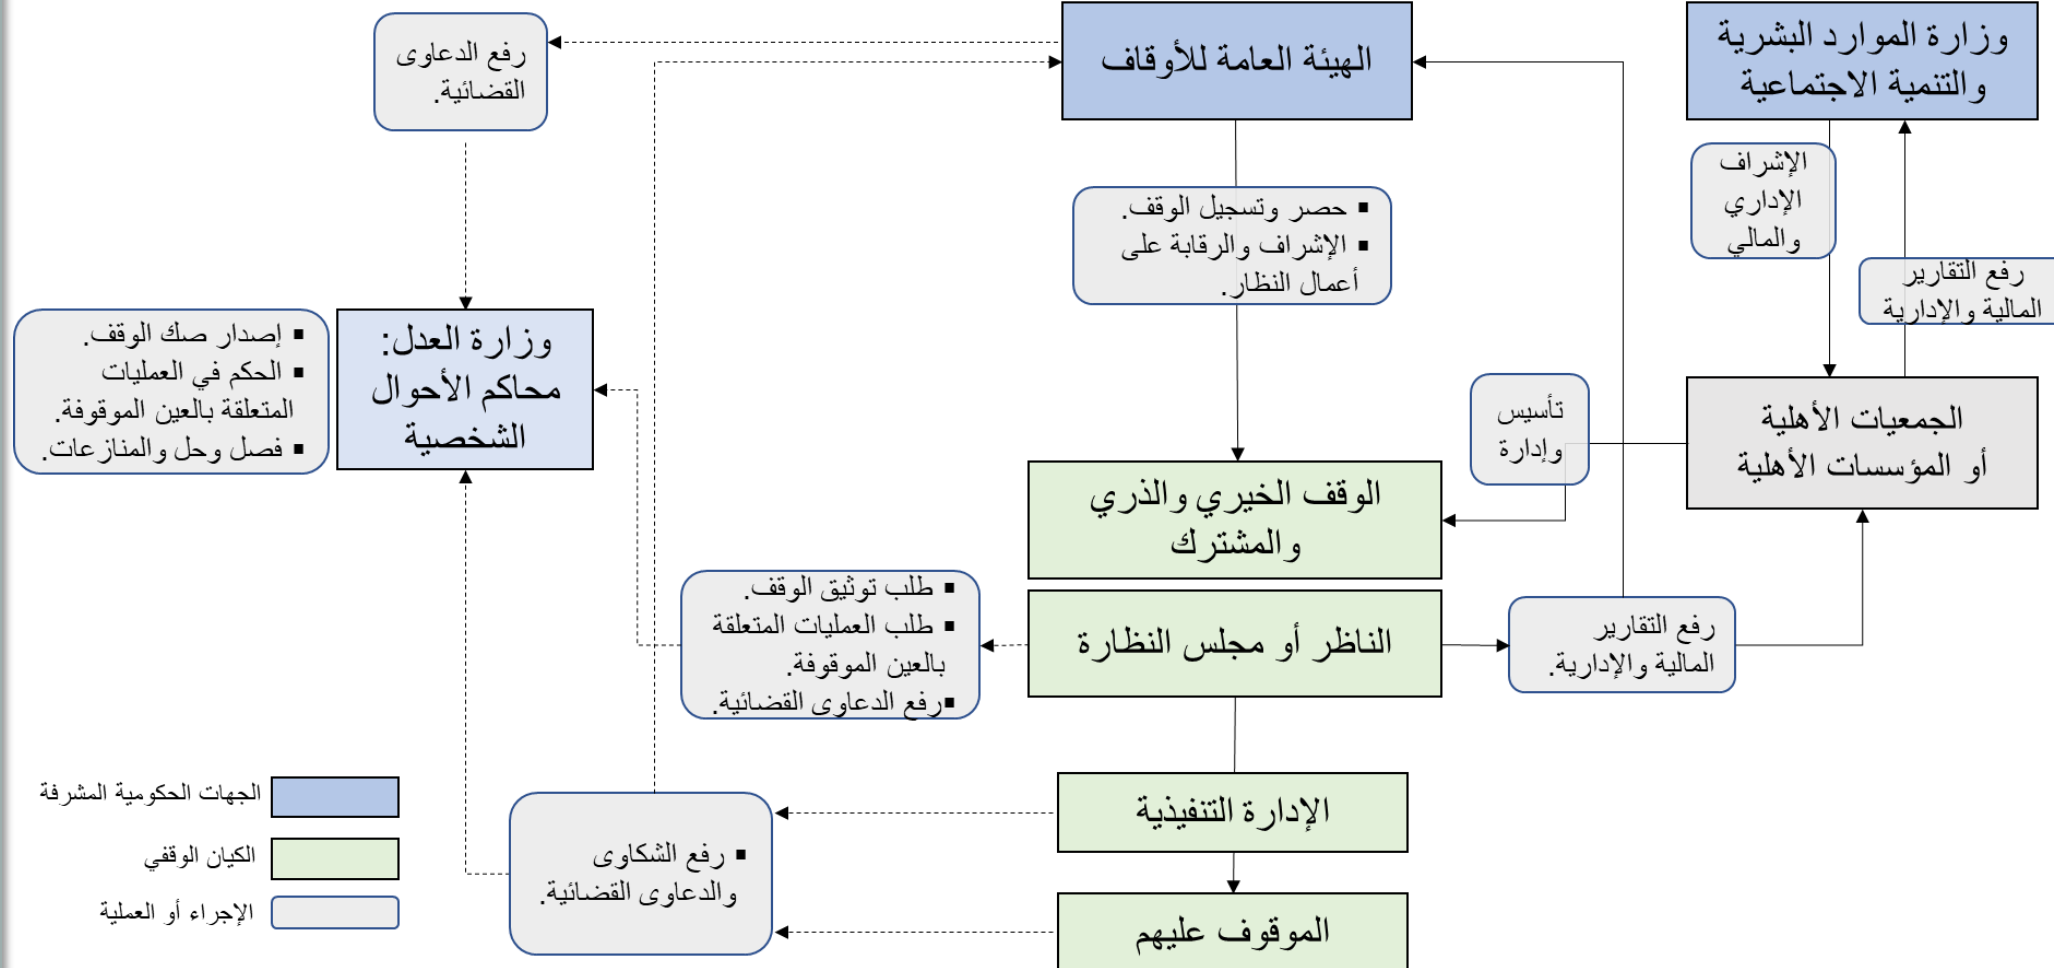 وزارة الموارد البشرية
والتنمية الاجتماعية
الهيئة العامة للأوقاف
رفع الدعاوى
القضائية.
الإشراف
الإداري
والمالي
رفع التقارير
المالية والإدارية
▪ حصر وتسجيل الوقف.
▪ الإشراف والرقابة على
أعمال النظار.
وزارة العدل:
محاكم الأحوال
الشخصية
▪ إصدار صك الوقف.
▪ الحكم في العمليات
المتعلقة بالعين الموقوفة.
▪ فصل وحل والمنازعات.
الجمعيات الأهلية
أو المؤسسات الأهلية
تأسيس
وإدارة
الوقف الخيري والذري
والمشترك
الناظر أو مجلس النظارة
رفع التقارير
المالية والإدارية.
▪ طلب توثيق الوقف.
▪ طلب العمليات المتعلقة
بالعين الموقوفة.
▪رفع الدعاوى القضائية.
الإدارة التنفيذية
▪ رفع الشكاوى
والدعاوى القضائية.
الموقوف عليهم
الجهات الحكومية المشرفة
الكيان الوقفي
الإجراء أو العملية